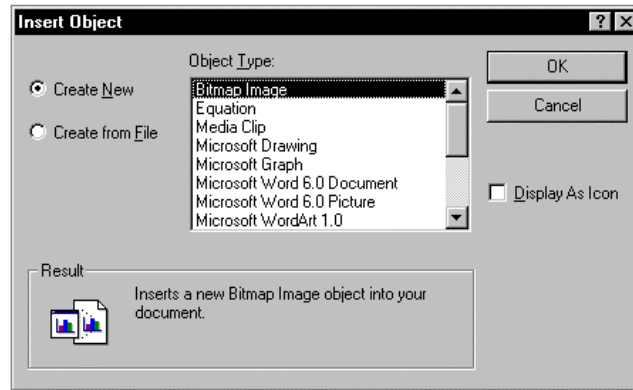 Insert Object
Object Type:
Create New
Create from File
Bitmap Image
Equation
Media Clip
Microsoft Drawing
Microsoft Graph
Microsoft Word 6.0 Document
Microsoft Word 6.0 Picture
Microsoft WordArt 1.0
OK
Cancel
Display As Icon
Result
Inserts a new Bitmap Image object into your
document.